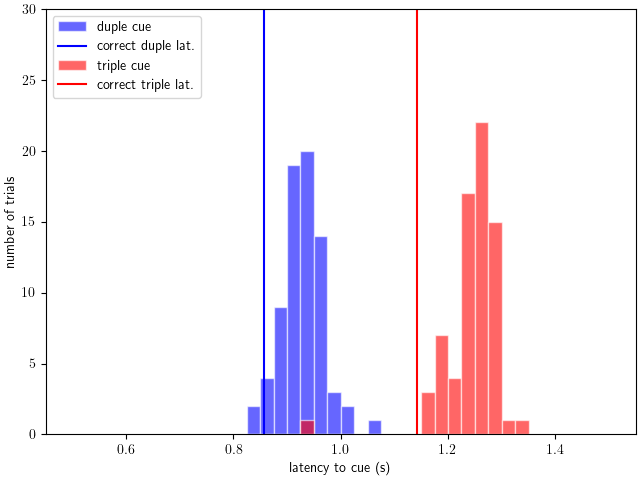 30
25
20
15
10
5
0
number of trials
duple cue
correct duple lat.
triple cue
correct triple lat.
0.6 0.8 1.0 1.2 1.4
latency to cue (s)